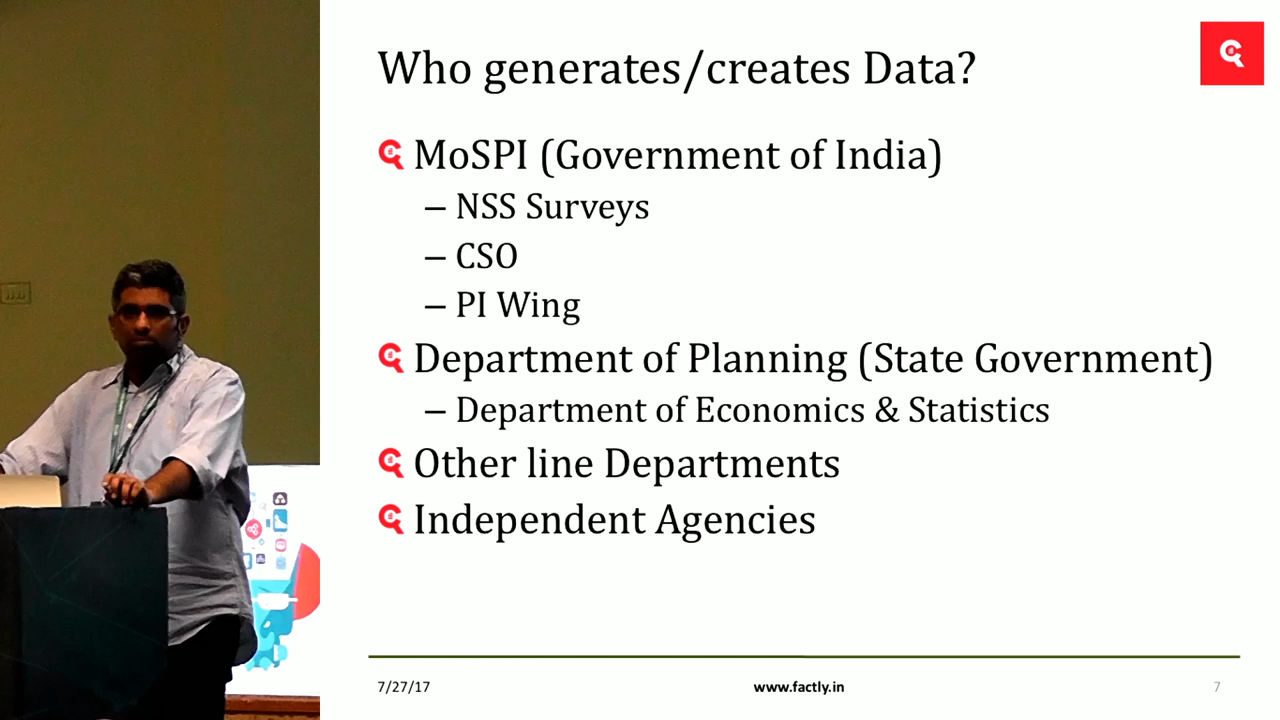 Who generates/creates Data?
MoSPI (Government of India)
– NSS Surveys
– CSO
– PI Wing
Department of Planning (State Government)
– Department of Economics & Statistics
Other line Departments
Independent Agencies
7/27/17
www.factly.in
7